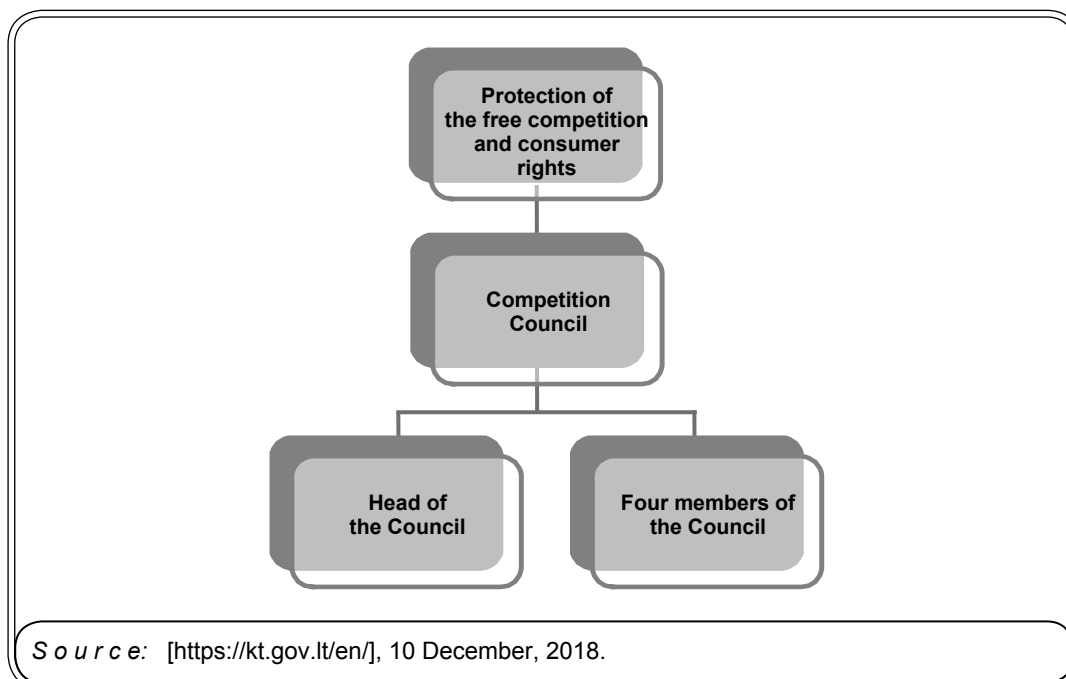 Protection of
the free competition
and consumer
rights
Competition
Council
Head of
the Council
Four members of
the Council
Source: [https://kt.gov.lt/en/], 10 December, 2018.